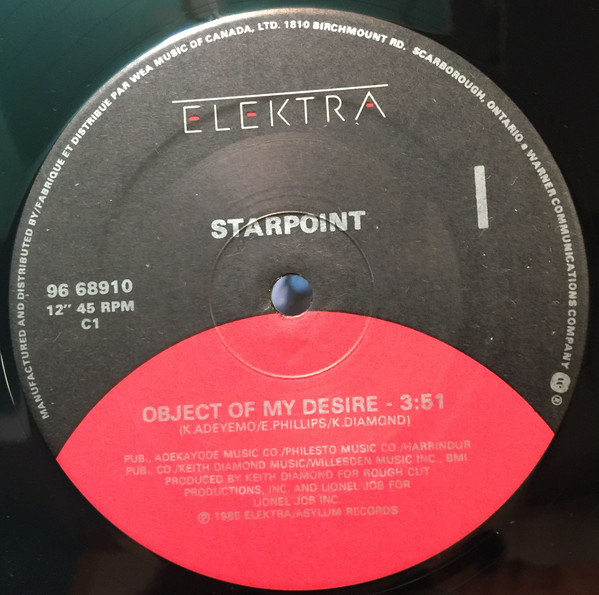 MANUFACTURED AND DISTRIBUTED BY/FABRIQUE ET DISTRIBUE PAR WEA MUSIC OF CANADA, LTD. 1810 BIRCHMOUNT RD. SCARBOROUGH, ONTARIO • WARNER COMMUNICATIONS COMPANY ®
ELEKTRA
I
STARPOINT
96 68910
12" 45 RPM
C1
OBJECT OF MY DESIRE - 3:51
(K.ADEYEMO/E.PHILLIPS/K.DIAMOND)
PUB., ADEKAYODE MUSIC CO./PHILESTO MUSIC CO./HARRINDUR
PUB., CO./KEITH DIAMOND MUSIC/WILLESDEN MUSIC INC., BMI
PRODUCED BY KEITH DIAMOND FOR ROUGH CUT
PRODUCTIONS, INC. AND LIONEL JOB FOR
LIONEL JOB INC.
℗ 1985 ELEKTRA/ASYLUM RECORDS